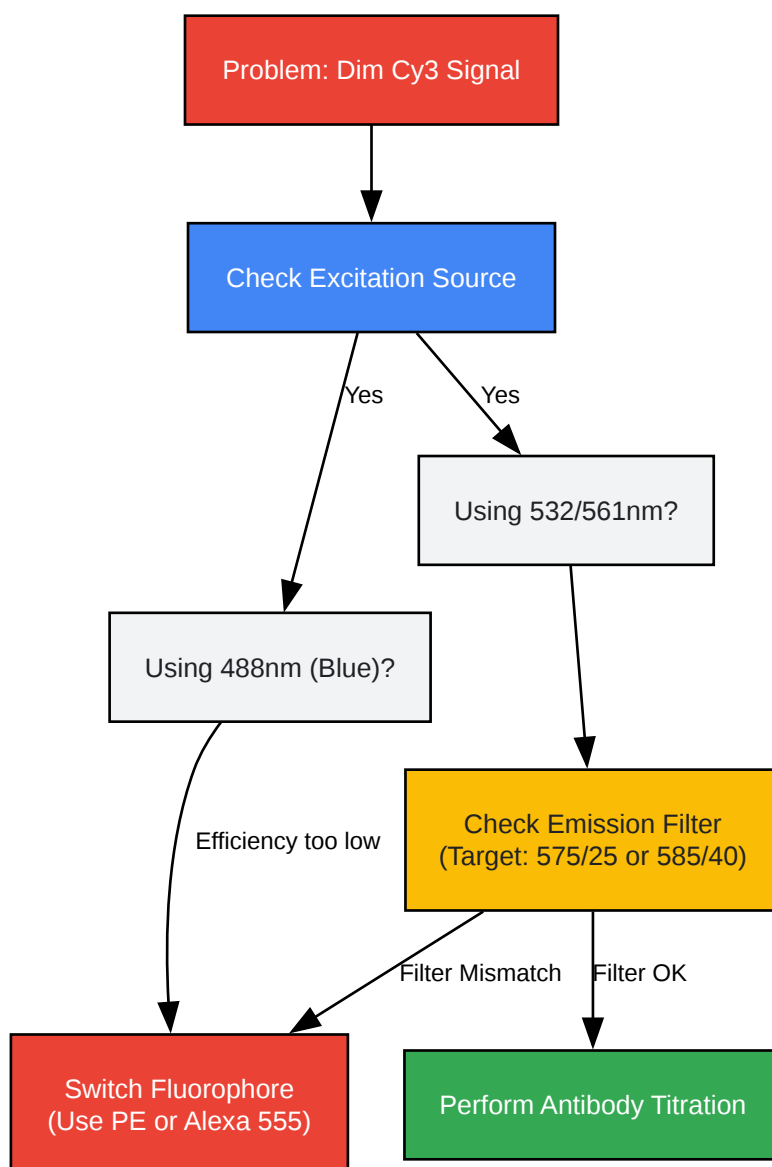 Problem: Dim Cy3 Signal
Check Excitation Source
Yes
Yes
Using 532/561nm?
Using 488nm (Blue)?
Check Emission Filter
(Target: 575/25 or 585/40)
Efficiency too low
Filter Mismatch
Filter OK
Switch Fluorophore
(Use PE or Alexa 555)
Perform Antibody Titration